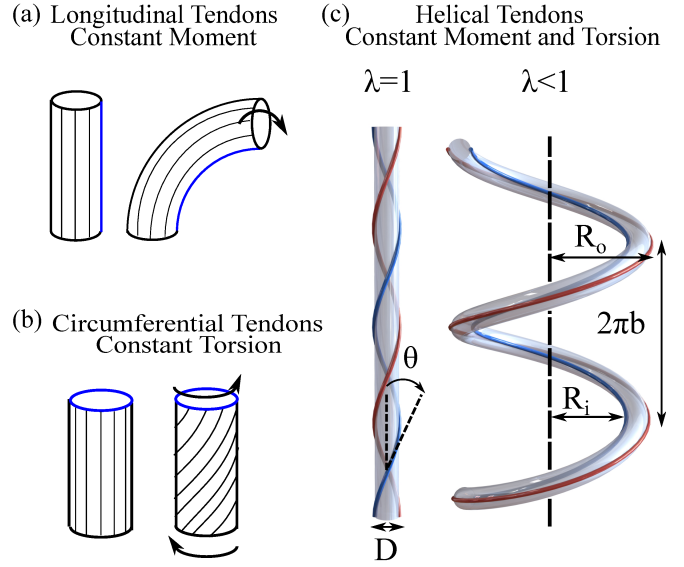 (a) Longitudinal Tendons
Constant Moment
(b) Circumferential Tendons
Constant Torsion
(c) Helical Tendons
Constant Moment and Torsion
λ=1
λ<1
θ
D
Rₒ
2πb
Rᵢ